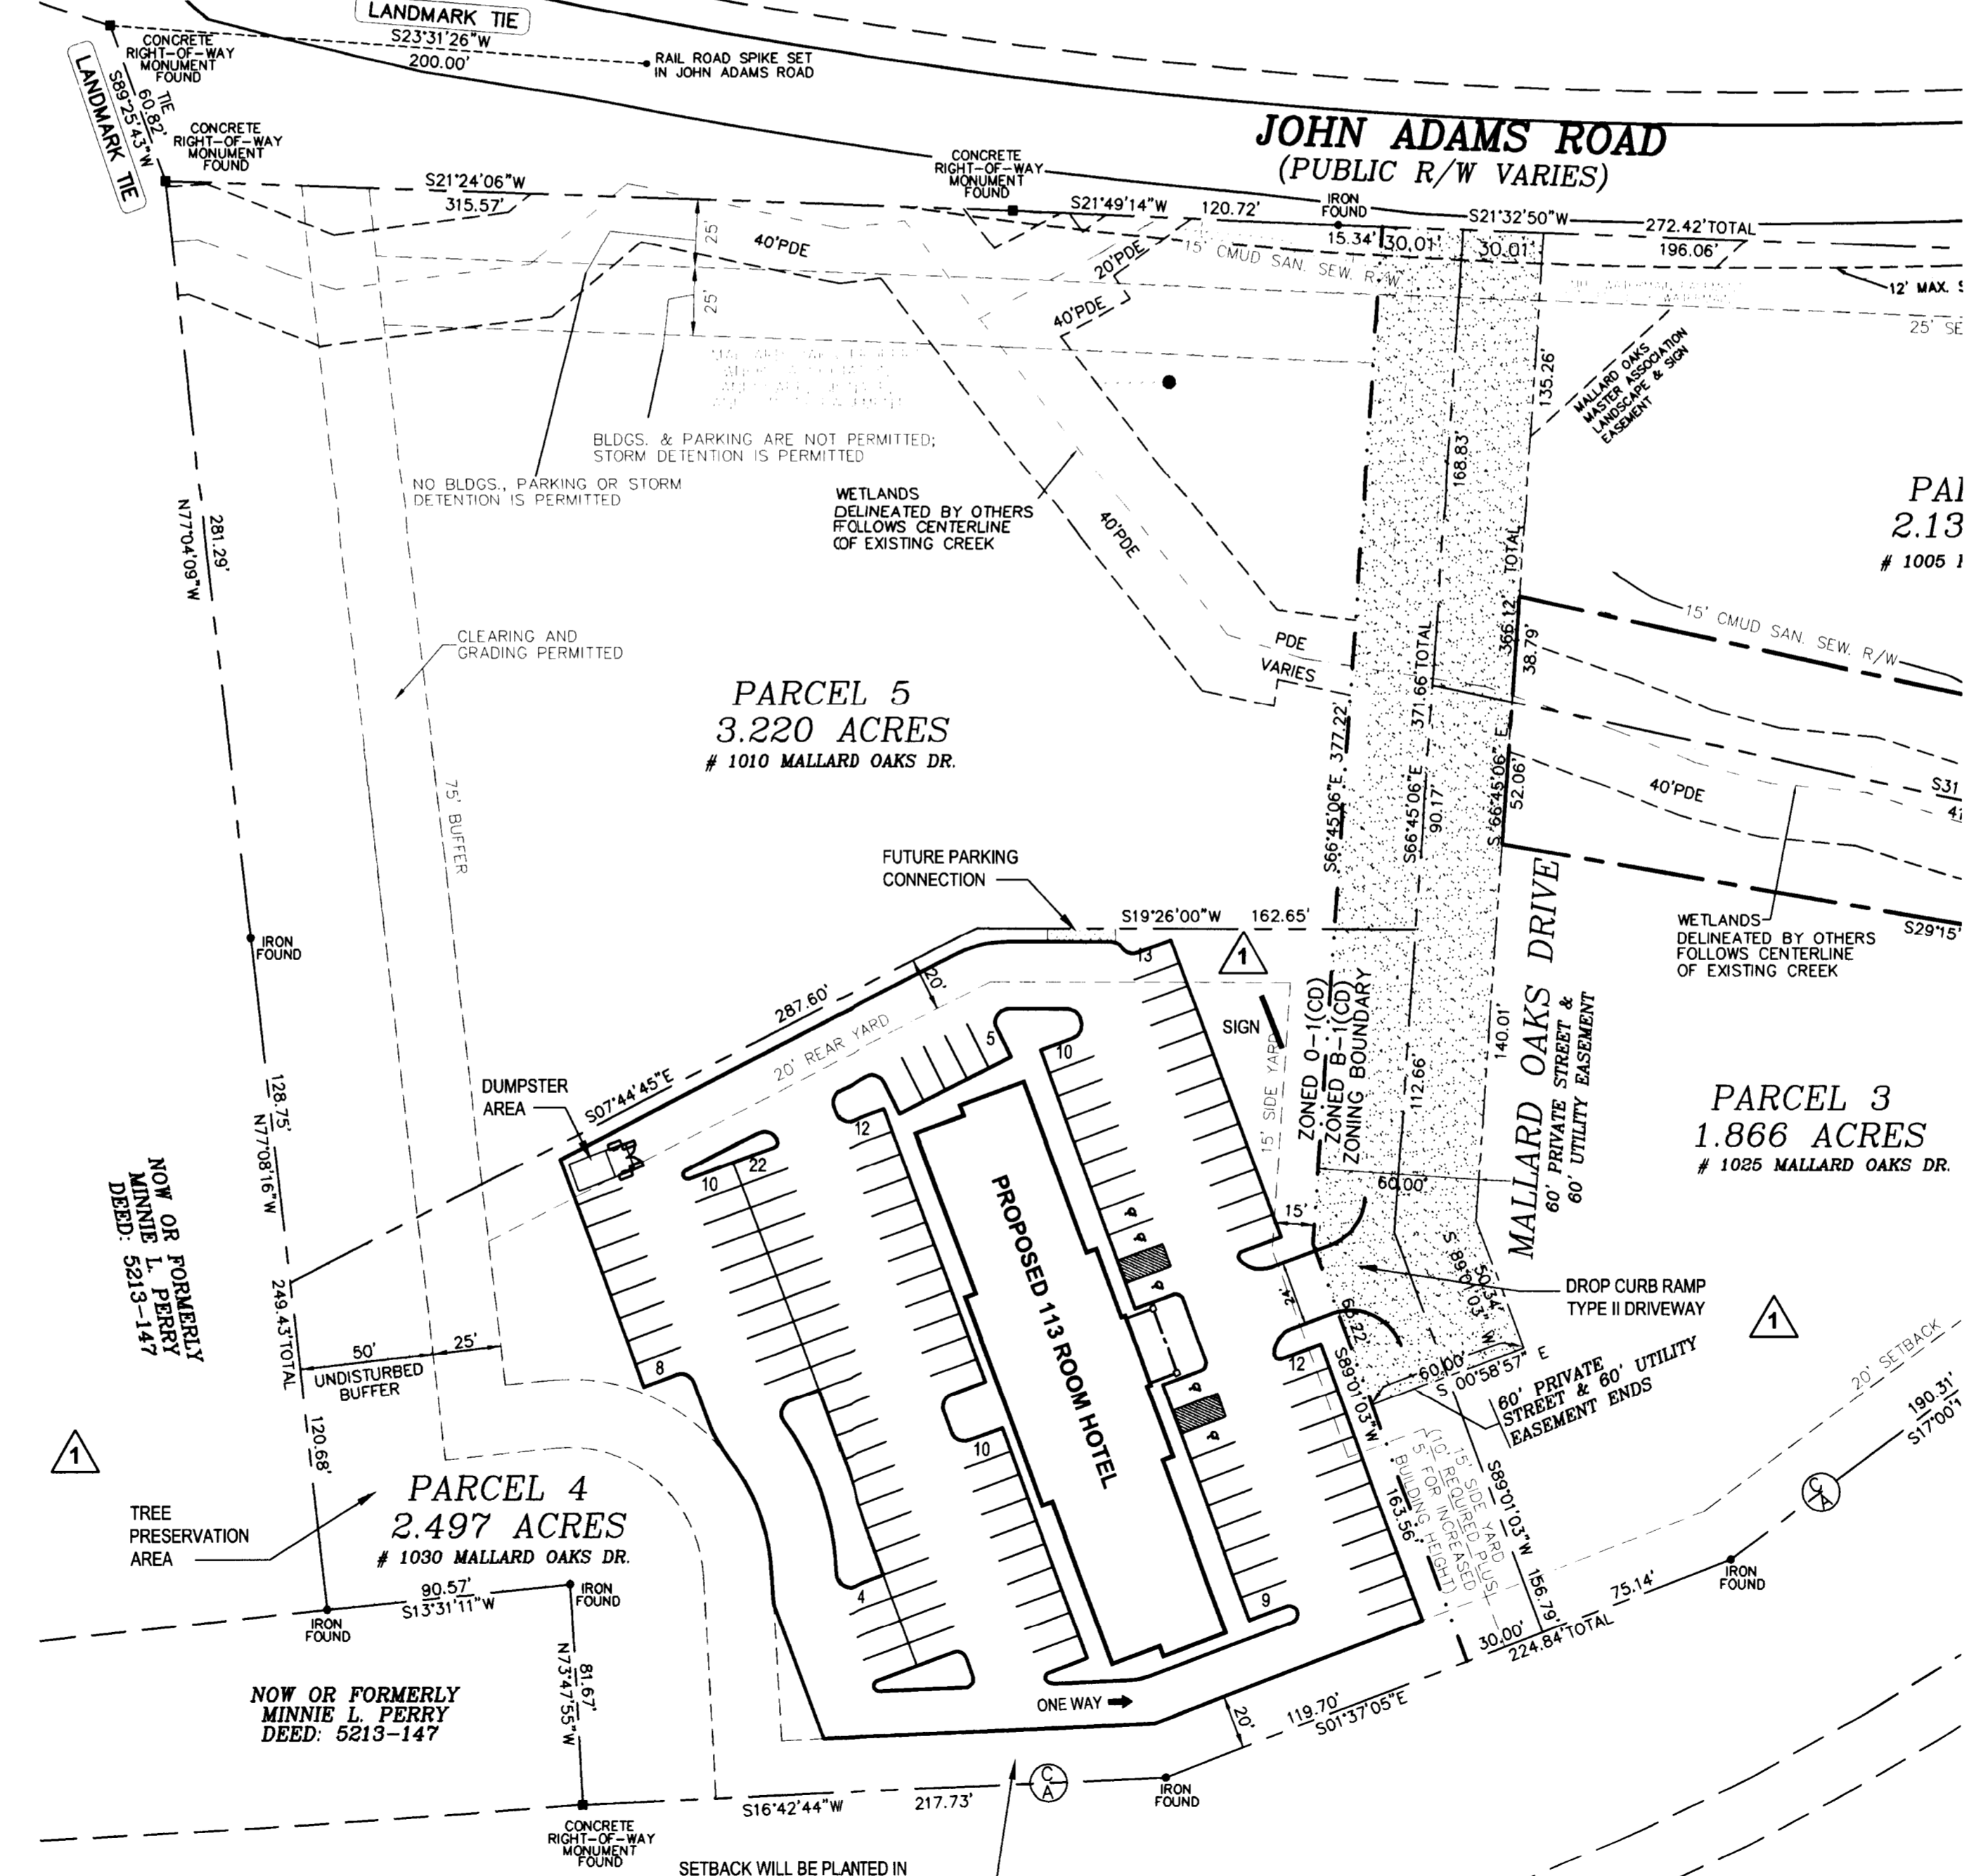 LANDMARK TIE
S23°31'26"W
200.00'
CONCRETE
RIGHT-OF-WAY
MONUMENT
FOUND
RAIL ROAD SPIKE SET
IN JOHN ADAMS ROAD
LANDMARK TIE
TIE
60.82'
S89°25'43"W
CONCRETE
RIGHT-OF-WAY
MONUMENT
FOUND
JOHN ADAMS ROAD
(PUBLIC R/W VARIES)
CONCRETE
RIGHT-OF-WAY
MONUMENT
FOUND
S21°24'06"W
315.57'
S21°49'14"W
120.72'
IRON
FOUND
S21°32'50"W
272.42'TOTAL
15.34'
30.01'
30.01'
196.06'
25'
25'
40'PDE
20'PDE
40'PDE
15' CMUD SAN. SEW. R/W
12' MAX. S
25' SE
MALLARD OAKS
MASTER ASSOCIATION
LANDSCAPE & SIGN
EASEMENT
135.26'
168.83'
BLDGS. & PARKING ARE NOT PERMITTED;
STORM DETENTION IS PERMITTED
NO BLDGS., PARKING OR STORM
DETENTION IS PERMITTED
WETLANDS
DELINEATED BY OTHERS
FOLLOWS CENTERLINE
OF EXISTING CREEK
40'PDE
281.29'
N77°04'09"W
PAR
2.13
# 1005
CLEARING AND
GRADING PERMITTED
PDE
VARIES
366.12' TOTAL
38.79'
15' CMUD SAN. SEW. R/W
PARCEL 5
3.220 ACRES
# 1010 MALLARD OAKS DR.
S66°45'06"E 377.22'
S66°45'06"E 371.66'TOTAL
90.17'
S 66°45'06" E
52.06'
40'PDE
S31
41
75' BUFFER
FUTURE PARKING
CONNECTION
S19°26'00"W 162.65'
WETLANDS
DELINEATED BY OTHERS
FOLLOWS CENTERLINE
OF EXISTING CREEK
S29°15'
IRON
FOUND
1
13
20'
287.60'
20' REAR YARD
5
10
SIGN
15' SIDE YARD
ZONED O-1(CD)
ZONED B-1(CD)
ZONING BOUNDARY
112.66'
140.01'
MALLARD OAKS DRIVE
60' PRIVATE STREET &
60' UTILITY EASEMENT
PARCEL 3
1.866 ACRES
# 1025 MALLARD OAKS DR.
DUMPSTER
AREA
S07°44'45"E
128.75'
N77°08'16"W
12
22
10
PROPOSED 113 ROOM HOTEL
60.00'
15'
NOW OR FORMERLY
MINNIE L. PERRY
DEED: 5213-147
249.43'TOTAL
50'
25'
UNDISTURBED
BUFFER
8
24'
66.22'
S89°01'03"W
50.34'
S 89°01'03" W
DROP CURB RAMP
TYPE II DRIVEWAY
1
12
60.00'
S 00°58'57" E
60' PRIVATE
STREET & 60' UTILITY
EASEMENT ENDS
20' SETBACK
190.31'
S17°00'1
1
120.68'
10
TREE
PRESERVATION
AREA
PARCEL 4
2.497 ACRES
# 1030 MALLARD OAKS DR.
15' SIDE YARD
(10' REQUIRED PLUS
5' FOR INCREASED
BUILDING HEIGHT)
163.56'
S89°01'03"W 156.79'
C
A
IRON
FOUND
75.14'
90.57'
S13°31'11"W
IRON
FOUND
IRON
FOUND
4
9
30.00'
224.84'TOTAL
81.67'
N73°47'55"W
NOW OR FORMERLY
MINNIE L. PERRY
DEED: 5213-147
ONE WAY
20'
119.70'
S01°37'05"E
C
A
IRON
FOUND
S16°42'44"W
217.73'
CONCRETE
RIGHT-OF-WAY
MONUMENT
FOUND
SETBACK WILL BE PLANTED IN